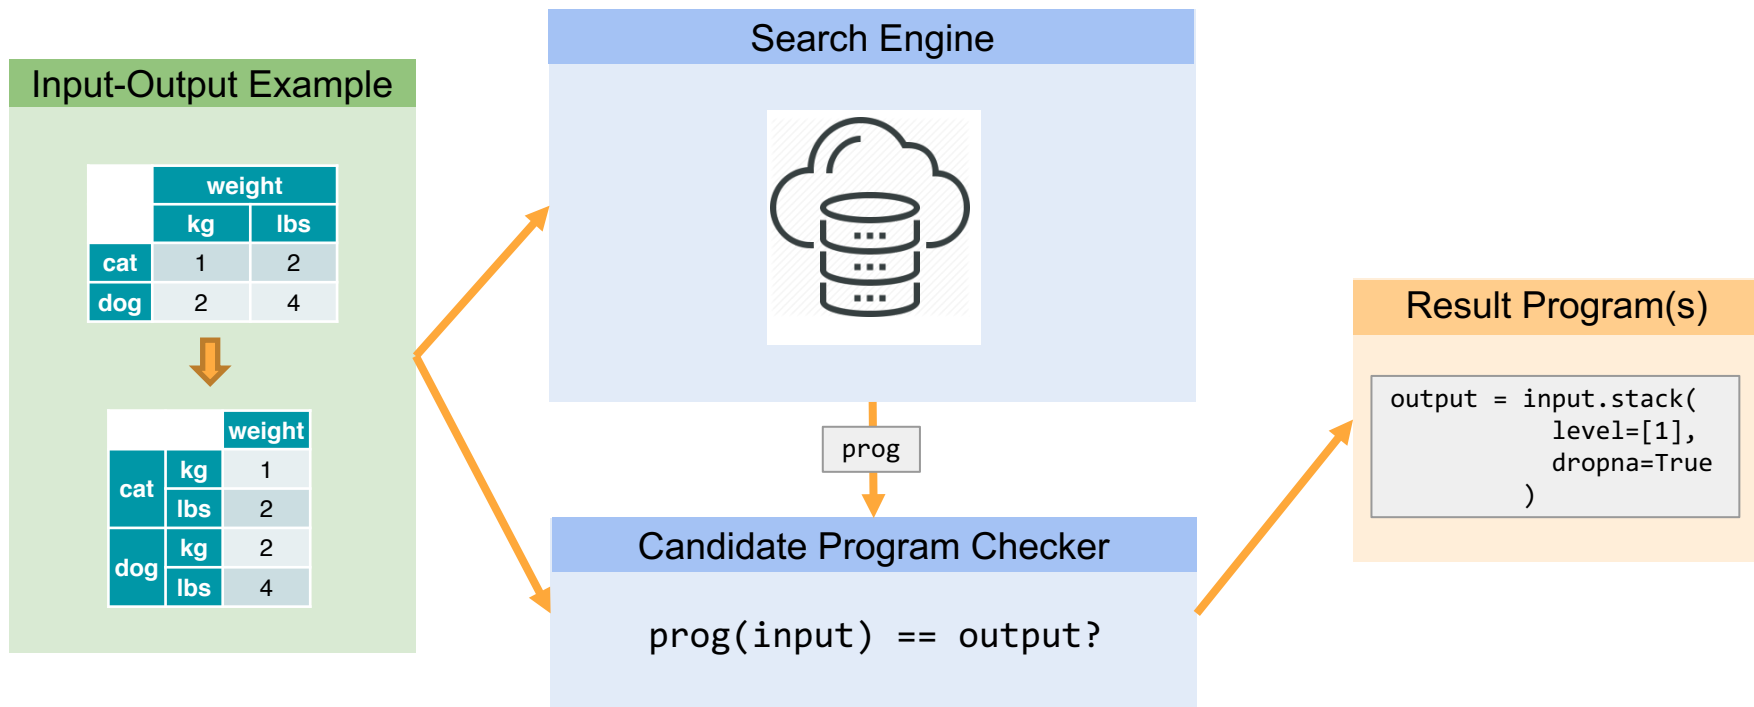 Input-Output Example
weight
kg lbs
cat 1 2
dog 2 4
weight
cat kg 1
lbs 2
dog kg 2
lbs 4
Search Engine
prog
Candidate Program Checker
prog(input) == output?
Result Program(s)
output = input.stack(
level=[1],
dropna=True
)